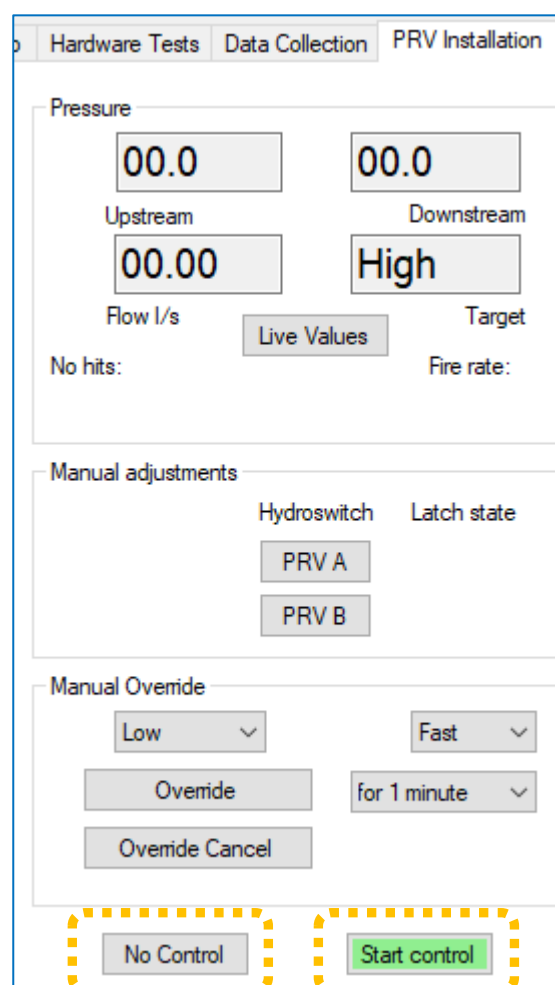 Hardware Tests Data Collection PRV Installation
Pressure
00.0 00.0
Upstream Downstream
00.00 High
Flow l/s Target
Live Values
No hits: Fire rate:
Manual adjustments
Hydroswitch Latch state
PRV A
PRV B
Manual Override
Low Fast
Override for 1 minute
Override Cancel
No Control Start control